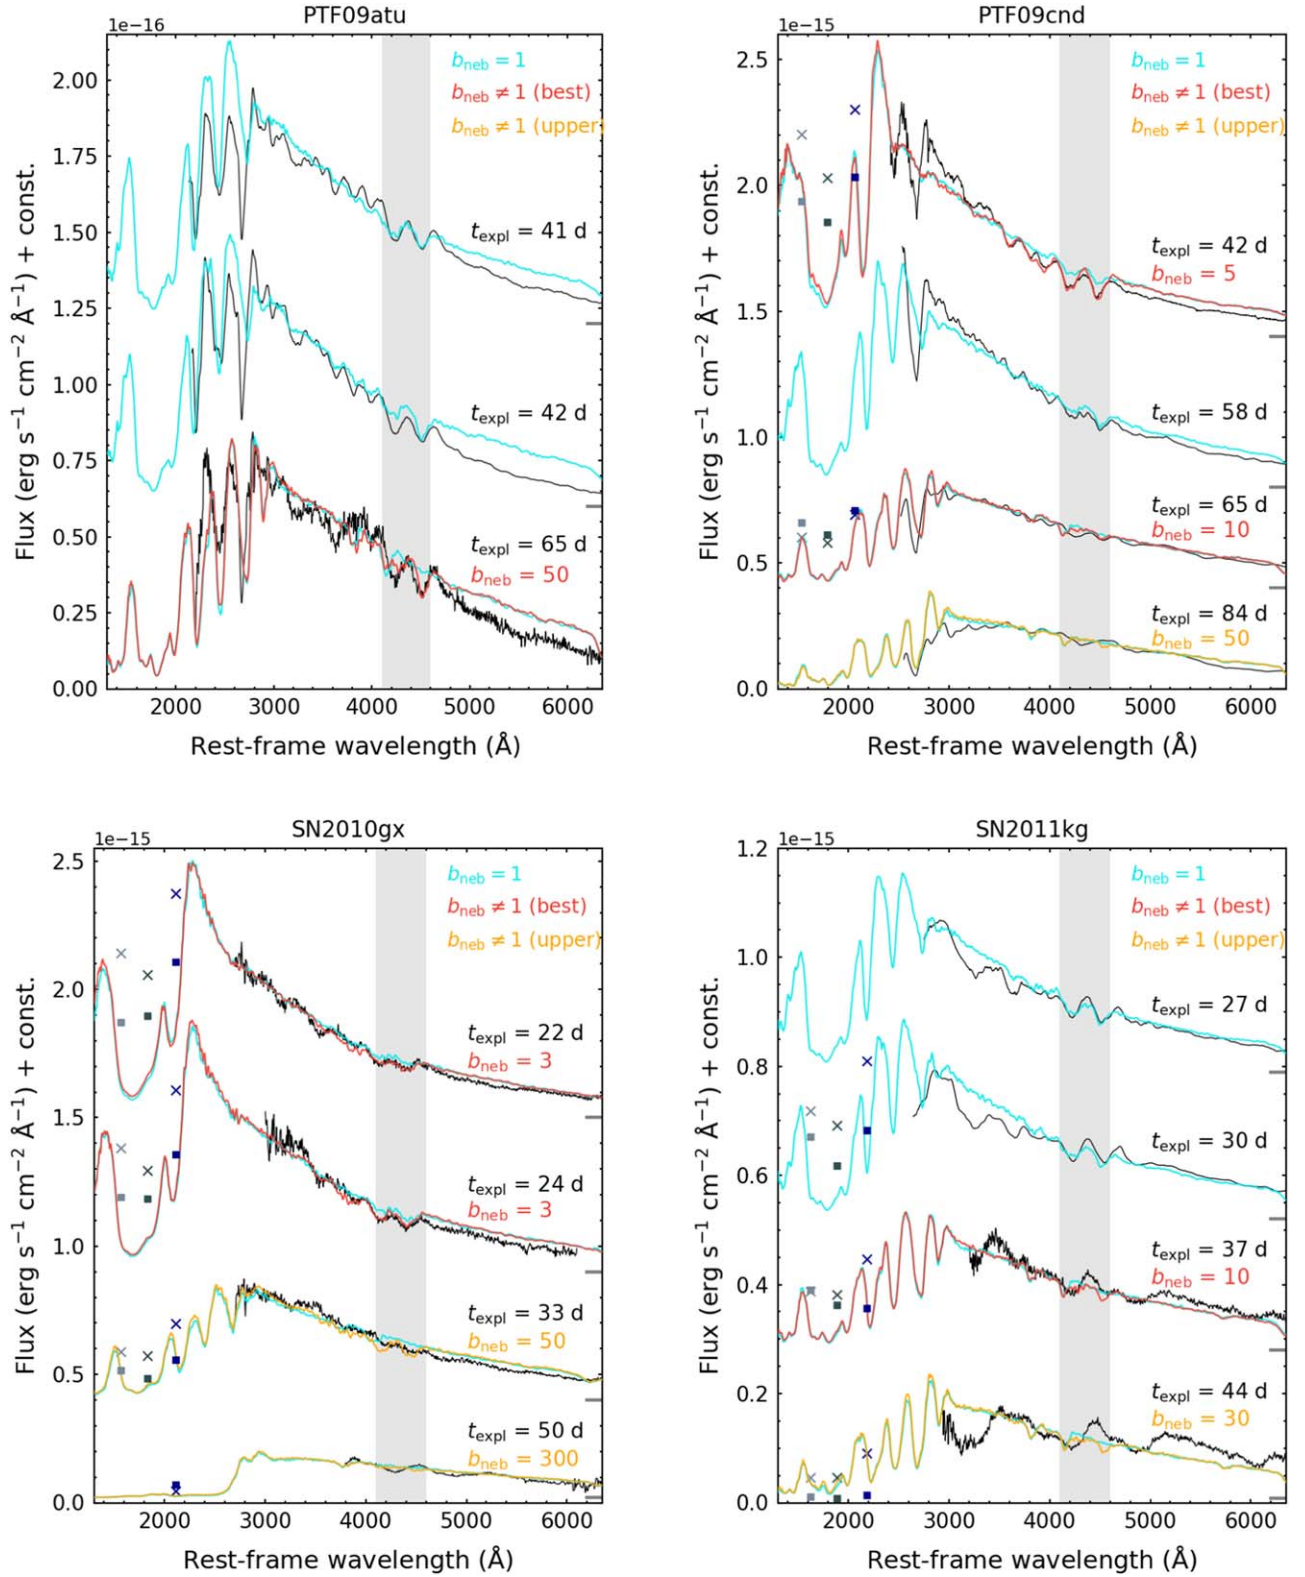 PTF09atu
1e−16
b_neb = 1
b_neb ≠ 1 (best)
b_neb ≠ 1 (upper)
2.00
1.75
1.50
1.25
1.00
0.75
0.50
0.25
0.00
t_expl = 41 d
t_expl = 42 d
t_expl = 65 d
b_neb = 50
2000 3000 4000 5000 6000
Rest-frame wavelength (Å)
Flux (erg s⁻¹ cm⁻² Å⁻¹) + const.
PTF09cnd
1e−15
b_neb = 1
b_neb ≠ 1 (best)
b_neb ≠ 1 (upper)
2.5
2.0
1.5
1.0
0.5
0.0
t_expl = 42 d
b_neb = 5
t_expl = 58 d
t_expl = 65 d
b_neb = 10
t_expl = 84 d
b_neb = 50
2000 3000 4000 5000 6000
Rest-frame wavelength (Å)
Flux (erg s⁻¹ cm⁻² Å⁻¹) + const.
SN2010gx
1e−15
b_neb = 1
b_neb ≠ 1 (best)
b_neb ≠ 1 (upper)
2.5
2.0
1.5
1.0
0.5
0.0
t_expl = 22 d
b_neb = 3
t_expl = 24 d
b_neb = 3
t_expl = 33 d
b_neb = 50
t_expl = 50 d
b_neb = 300
2000 3000 4000 5000 6000
Rest-frame wavelength (Å)
Flux (erg s⁻¹ cm⁻² Å⁻¹) + const.
SN2011kg
1e−15
b_neb = 1
b_neb ≠ 1 (best)
b_neb ≠ 1 (upper)
1.2
1.0
0.8
0.6
0.4
0.2
0.0
t_expl = 27 d
t_expl = 30 d
t_expl = 37 d
b_neb = 10
t_expl = 44 d
b_neb = 30
2000 3000 4000 5000 6000
Rest-frame wavelength (Å)
Flux (erg s⁻¹ cm⁻² Å⁻¹) + const.